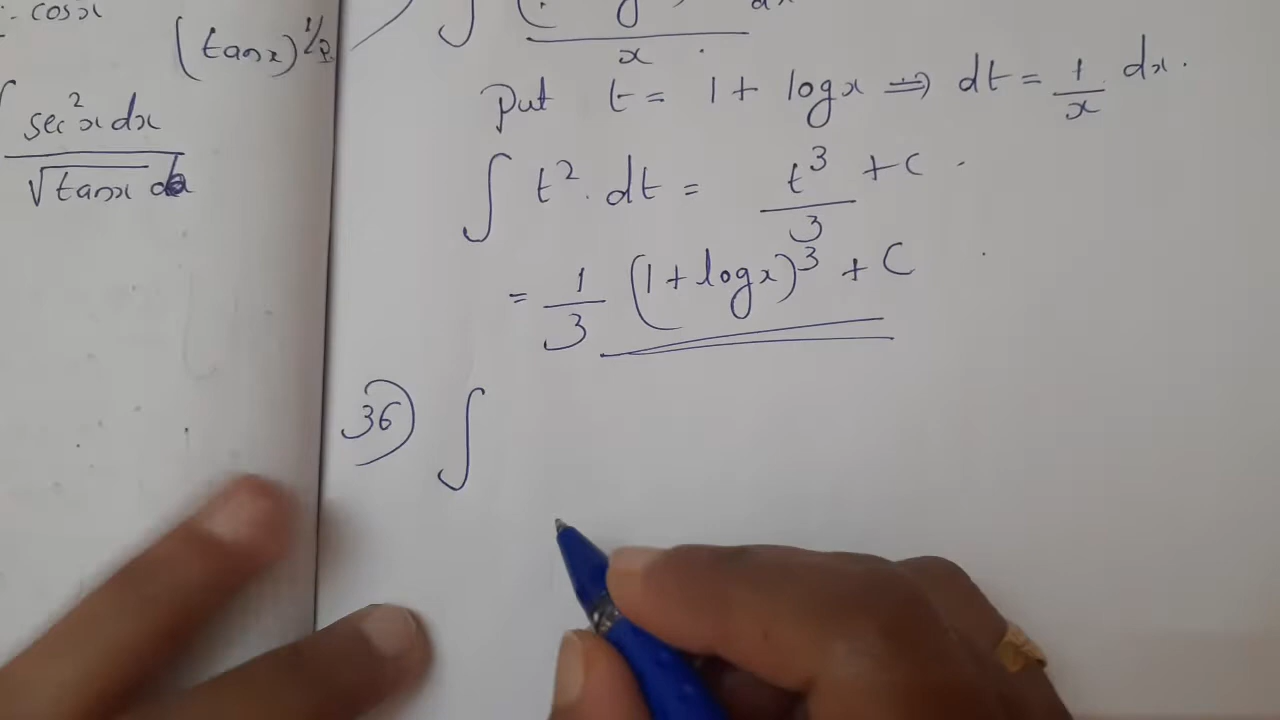 cosx
(tanx)^1/2
∫ sec²x dx / √tanx
∫ dx / x
Put t = 1 + logx ⇒ dt = 1/x dx.
∫ t² . dt = t³/3 + c .
= 1/3 (1 + logx)³ + C
36) ∫